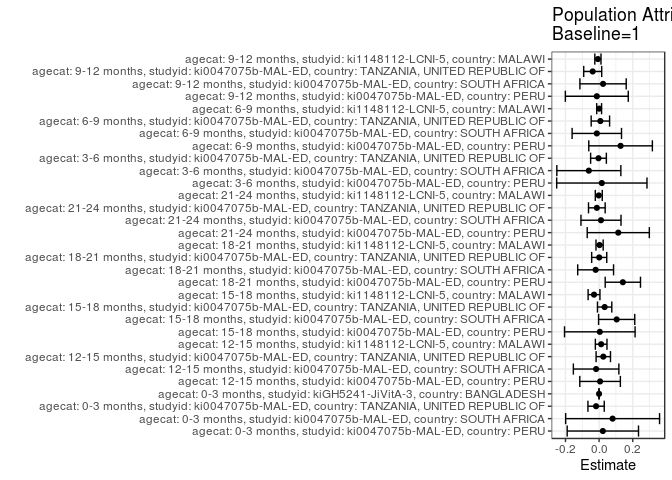 Population Attri
Baseline=1
agecat: 9-12 months, studyid: ki1148112-LCNI-5, country: MALAWI
agecat: 9-12 months, studyid: ki0047075b-MAL-ED, country: TANZANIA, UNITED REPUBLIC OF
agecat: 9-12 months, studyid: ki0047075b-MAL-ED, country: SOUTH AFRICA
agecat: 9-12 months, studyid: ki0047075b-MAL-ED, country: PERU
agecat: 6-9 months, studyid: ki1148112-LCNI-5, country: MALAWI
agecat: 6-9 months, studyid: ki0047075b-MAL-ED, country: TANZANIA, UNITED REPUBLIC OF
agecat: 6-9 months, studyid: ki0047075b-MAL-ED, country: SOUTH AFRICA
agecat: 6-9 months, studyid: ki0047075b-MAL-ED, country: PERU
agecat: 3-6 months, studyid: ki0047075b-MAL-ED, country: TANZANIA, UNITED REPUBLIC OF
agecat: 3-6 months, studyid: ki0047075b-MAL-ED, country: SOUTH AFRICA
agecat: 3-6 months, studyid: ki0047075b-MAL-ED, country: PERU
agecat: 21-24 months, studyid: ki1148112-LCNI-5, country: MALAWI
agecat: 21-24 months, studyid: ki0047075b-MAL-ED, country: TANZANIA, UNITED REPUBLIC OF
agecat: 21-24 months, studyid: ki0047075b-MAL-ED, country: SOUTH AFRICA
agecat: 21-24 months, studyid: ki0047075b-MAL-ED, country: PERU
agecat: 18-21 months, studyid: ki1148112-LCNI-5, country: MALAWI
agecat: 18-21 months, studyid: ki0047075b-MAL-ED, country: TANZANIA, UNITED REPUBLIC OF
agecat: 18-21 months, studyid: ki0047075b-MAL-ED, country: SOUTH AFRICA
agecat: 18-21 months, studyid: ki0047075b-MAL-ED, country: PERU
agecat: 15-18 months, studyid: ki1148112-LCNI-5, country: MALAWI
agecat: 15-18 months, studyid: ki0047075b-MAL-ED, country: TANZANIA, UNITED REPUBLIC OF
agecat: 15-18 months, studyid: ki0047075b-MAL-ED, country: SOUTH AFRICA
agecat: 15-18 months, studyid: ki0047075b-MAL-ED, country: PERU
agecat: 12-15 months, studyid: ki1148112-LCNI-5, country: MALAWI
agecat: 12-15 months, studyid: ki0047075b-MAL-ED, country: TANZANIA, UNITED REPUBLIC OF
agecat: 12-15 months, studyid: ki0047075b-MAL-ED, country: SOUTH AFRICA
agecat: 12-15 months, studyid: ki0047075b-MAL-ED, country: PERU
agecat: 0-3 months, studyid: kiGH5241-JiVitA-3, country: BANGLADESH
agecat: 0-3 months, studyid: ki0047075b-MAL-ED, country: TANZANIA, UNITED REPUBLIC OF
agecat: 0-3 months, studyid: ki0047075b-MAL-ED, country: SOUTH AFRICA
agecat: 0-3 months, studyid: ki0047075b-MAL-ED, country: PERU
-0.2 0.0 0.2
Estimate